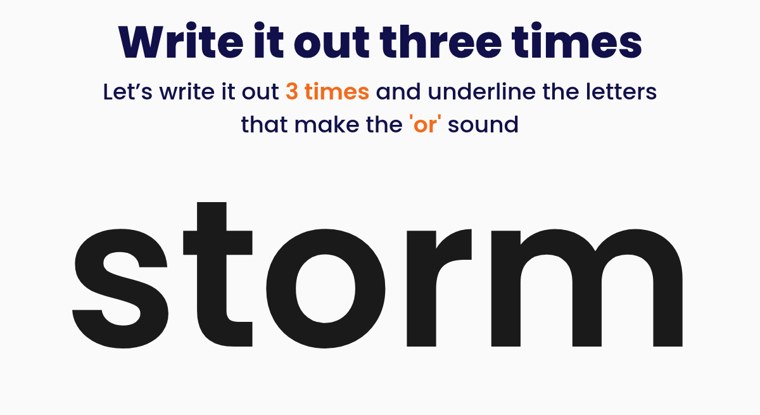 Write it out three times
Let’s write it out 3 times and underline the letters
that make the 'or' sound
storm